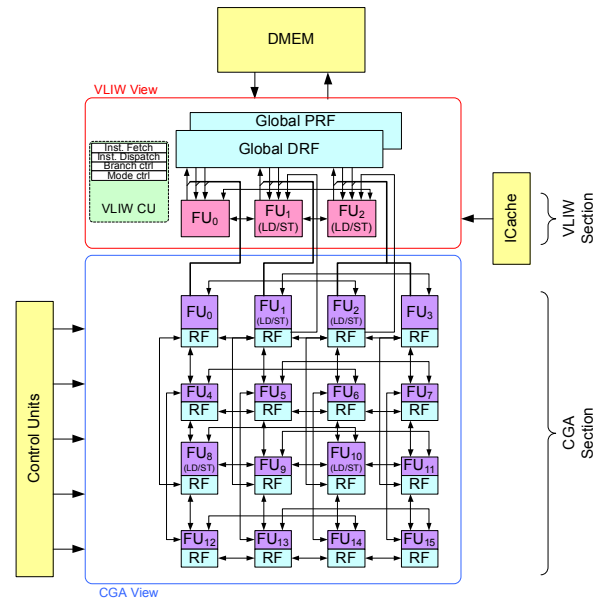 DMEM
VLIW View
Global PRF
Global DRF
Inst. Fetch
Inst. Dispatch
Branch ctrl
Mode ctrl
VLIW CU
FU0
FU1
(LD/ST)
FU2
(LD/ST)
ICache
VLIW
Section
FU0
RF
FU1
(LD/ST)
RF
FU2
(LD/ST)
RF
FU3
RF
FU4
RF
FU5
RF
FU6
RF
FU7
RF
FU8
(LD/ST)
RF
FU9
RF
FU10
(LD/ST)
RF
FU11
RF
FU12
RF
FU13
RF
FU14
RF
FU15
RF
Control Units
CGA
Section
CGA View